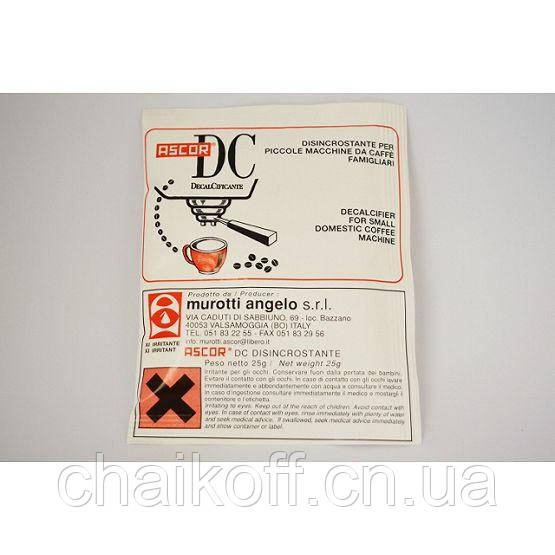 ASCOR®
DC
DECALCIFICANTE
DISINCROSTANTE PER
PICCOLE MACCHINE DA CAFFÈ
FAMIGLIARI
DECALCIFIER
FOR SMALL
DOMESTIC COFFEE
MACHINE
Prodotto da / Producer :
murotti angelo s.r.l.
VIA CADUTI DI SABBIUNO, 69 - loc. Bazzano
40053 VALSAMOGGIA (BO) ITALY
TEL. 051 83 22 55 - FAX 051 83 29 56
info: murotti.ascor@libero.it
Xi IRRITANTE
Xi IRRITANT
ASCOR® DC DISINCROSTANTE
Peso netto 25g / Net weight 25g
Irritante per gli occhi. Conservare fuori dalla portata dei bambini.
Evitare il contatto con gli occhi. In caso di contatto con gli occhi lavare
immediatamente e abbondantemente con acqua e consultare il medico.
In caso d'ingestione consultare immediatamente il medico e mostrargli il
contenitore o l'etichetta.
Irritating to eyes. Keep out of the reach of children. Avoid contact with
eyes. In case of contact with eyes, rinse immediately with plenty of water
and seek medical advice. If swallowed, seek medical advice immediately
and show container or label.
chaikoff.cn.ua